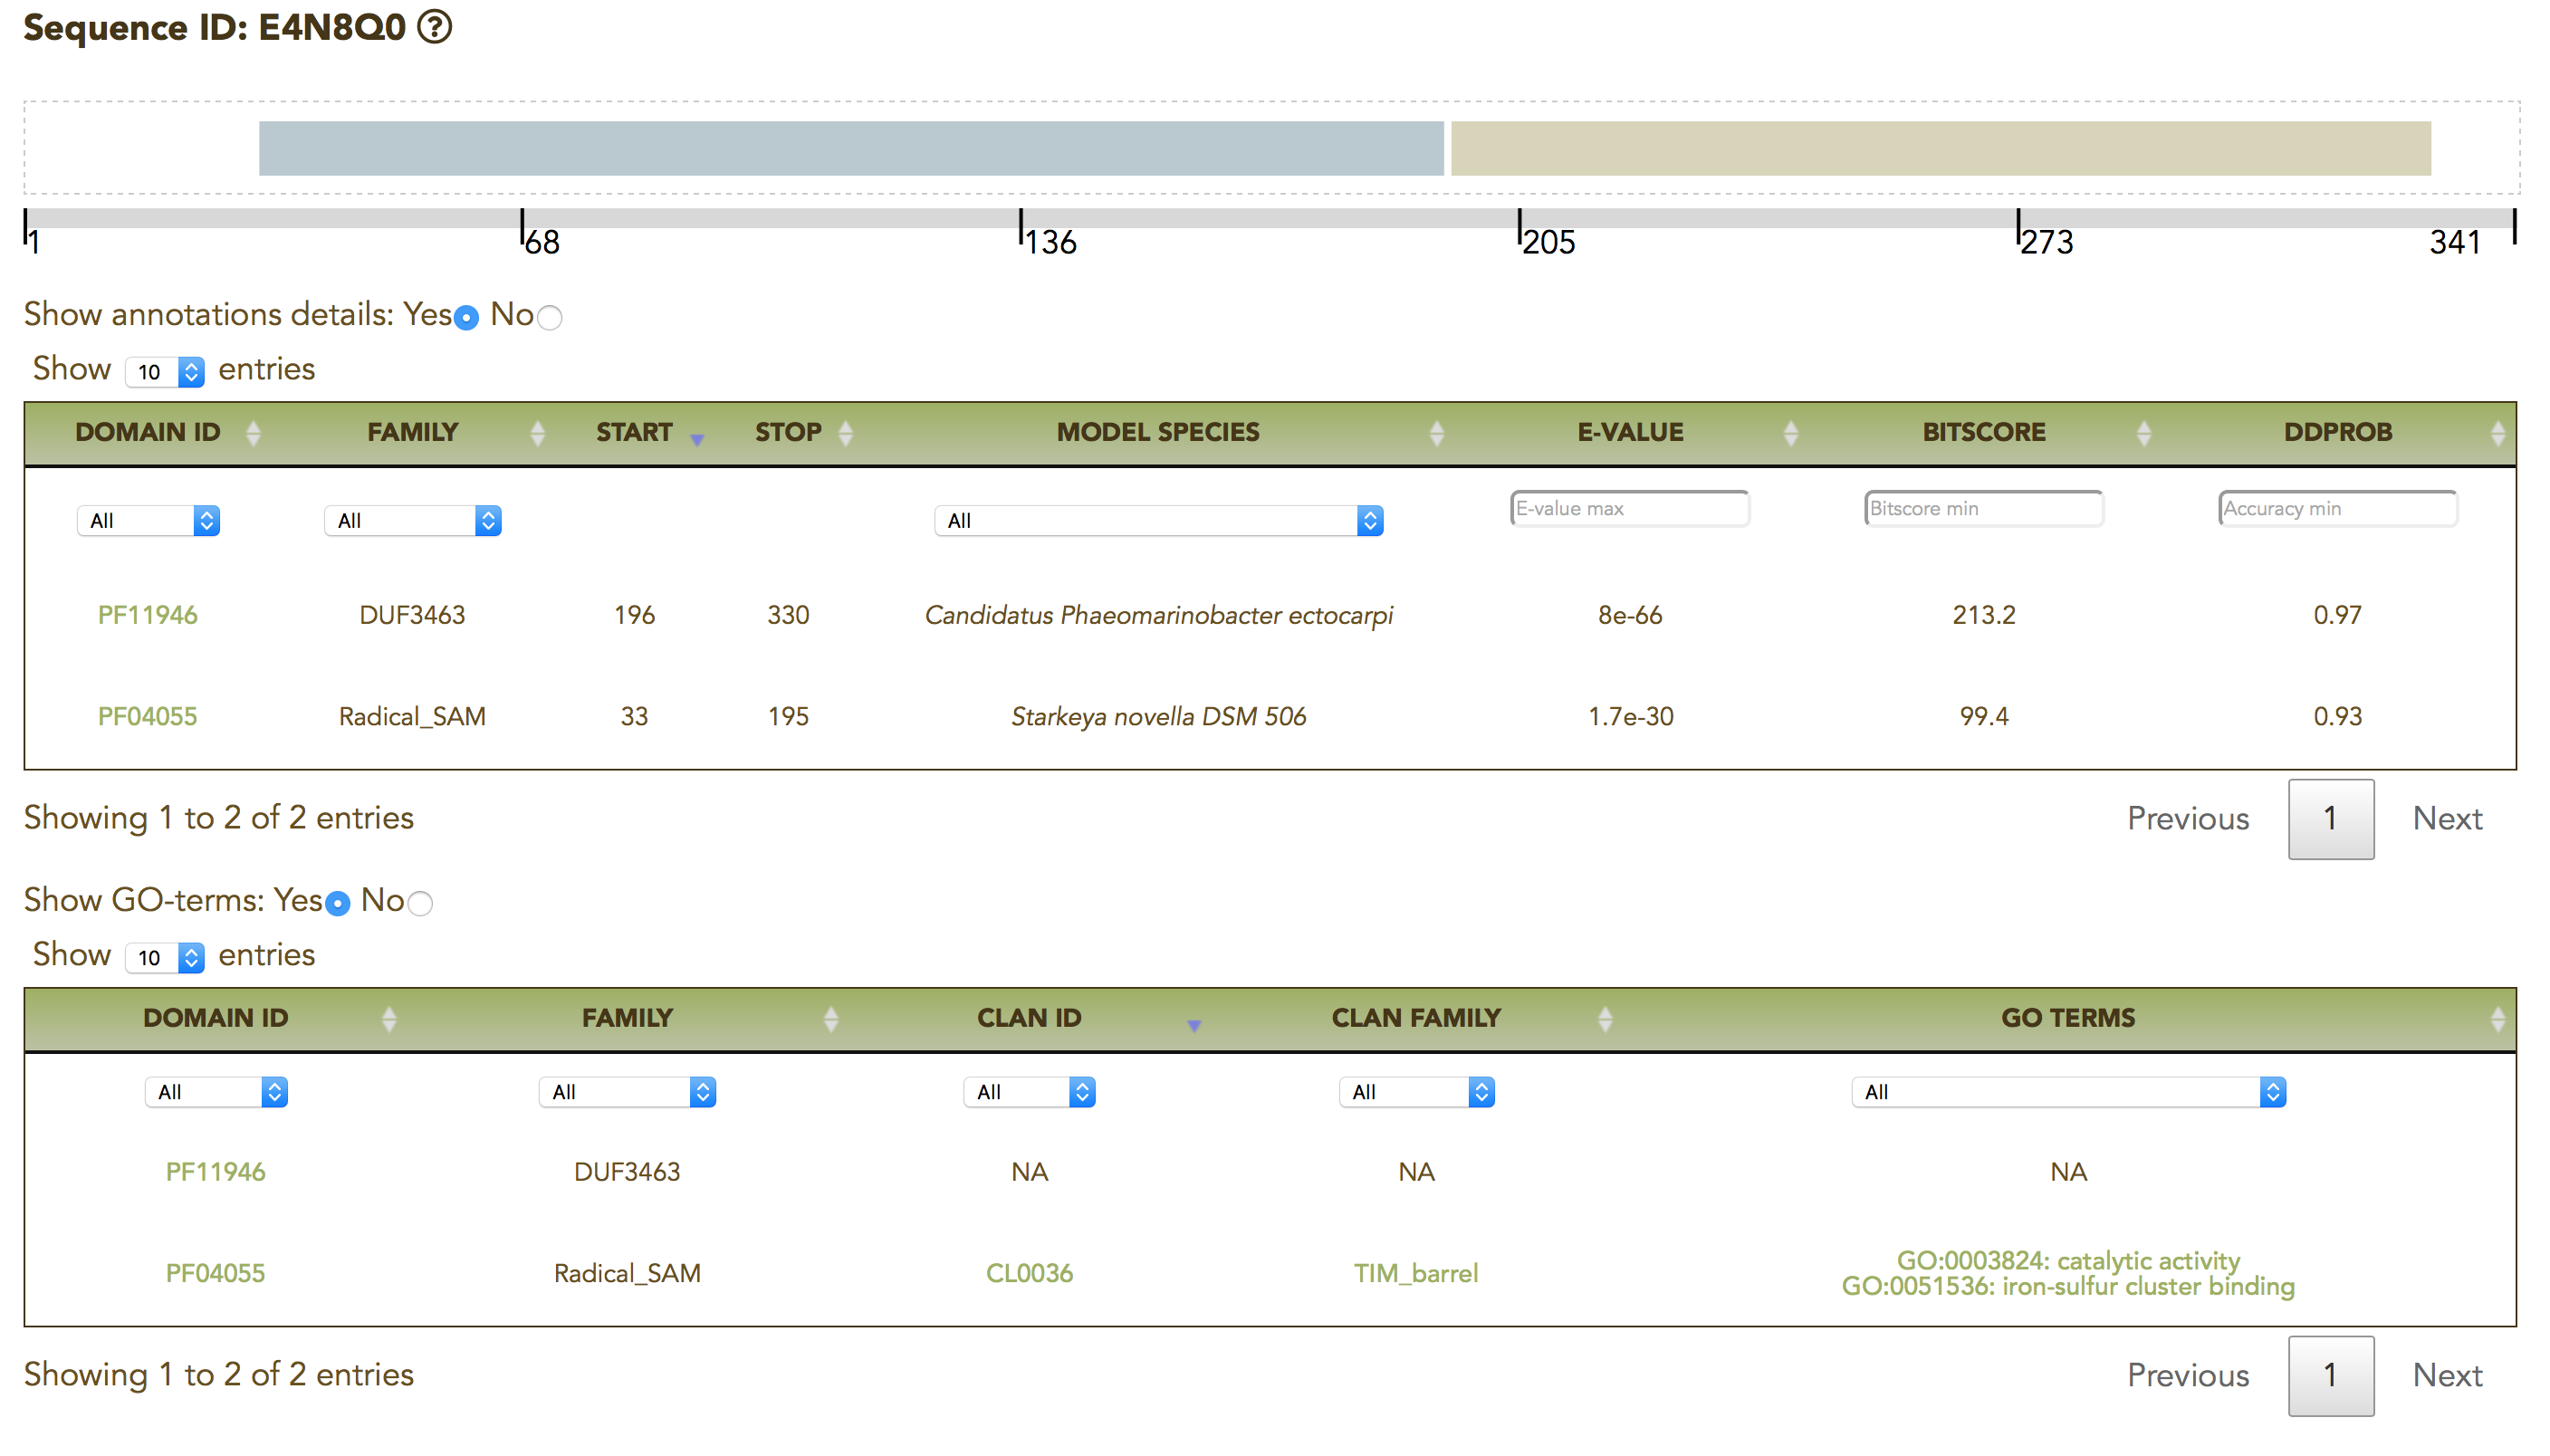 Sequence ID: E4N8Q0 ?
1 68 136 205 273 341
Show annotations details: Yes No
Show 10 entries
DOMAIN ID FAMILY START STOP MODEL SPECIES E-VALUE BITSCORE DDPROB
All All All E-value max Bitscore min Accuracy min
PF11946 DUF3463 196 330 Candidatus Phaeomarinobacter ectocarpi 8e-66 213.2 0.97
PF04055 Radical_SAM 33 195 Starkeya novella DSM 506 1.7e-30 99.4 0.93
Showing 1 to 2 of 2 entries Previous 1 Next
Show GO-terms: Yes No
Show 10 entries
DOMAIN ID FAMILY CLAN ID CLAN FAMILY GO TERMS
All All All All All
PF11946 DUF3463 NA NA NA
PF04055 Radical_SAM CL0036 TIM_barrel GO:0003824: catalytic activity
GO:0051536: iron-sulfur cluster binding
Showing 1 to 2 of 2 entries Previous 1 Next